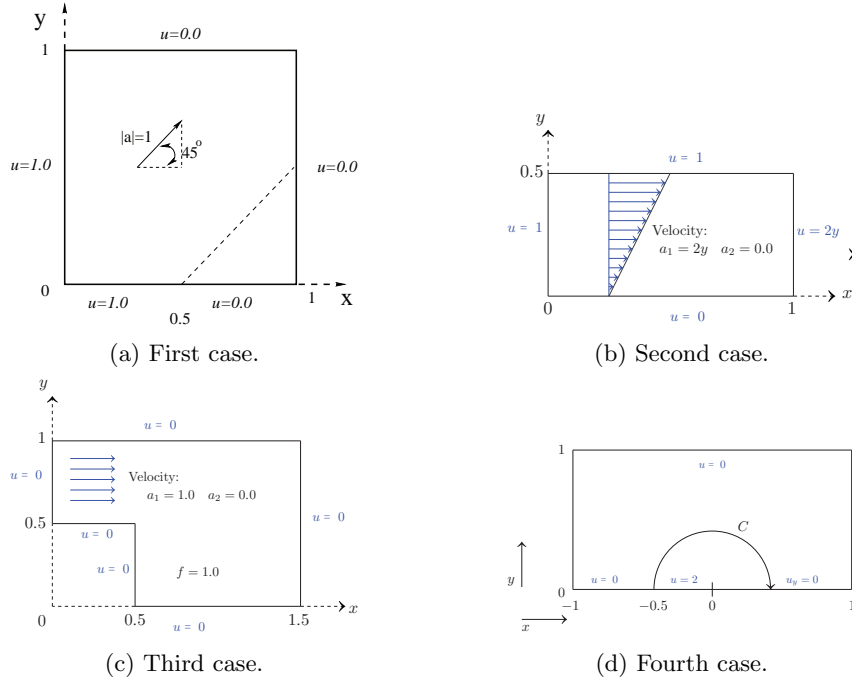 y
u=0.0
1
|a|=1
45°
u=1.0
u=0.0
0
u=1.0
u=0.0
1
x
0.5
(a) First case.
y
u = 1
0.5
u = 1
Velocity:
a₁ = 2y a₂ = 0.0
u = 2y
0
1
x
u = 0
(b) Second case.
y
u = 0
1
u = 0
Velocity:
a₁ = 1.0 a₂ = 0.0
0.5
u = 0
u = 0
u = 0
f = 1.0
0
0.5
1.5
x
u = 0
(c) Third case.
1
u = 0
C
y
u = 0
u = 2
u_y = 0
0
−1
−0.5
0
1
x
(d) Fourth case.